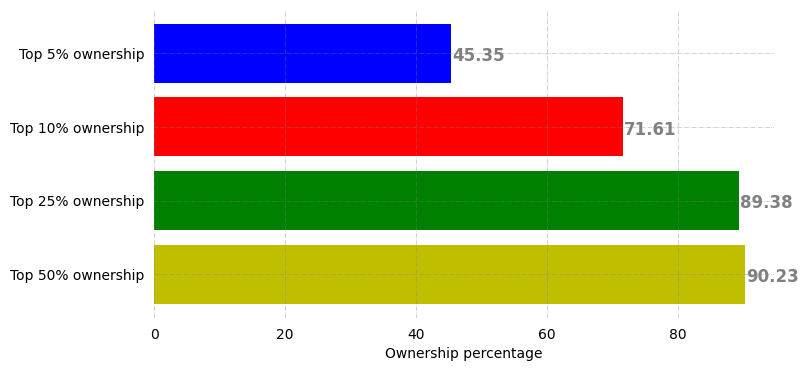 Top 5% ownership
45.35
Top 10% ownership
71.61
Top 25% ownership
89.38
Top 50% ownership
90.23
0 20 40 60 80
Ownership percentage